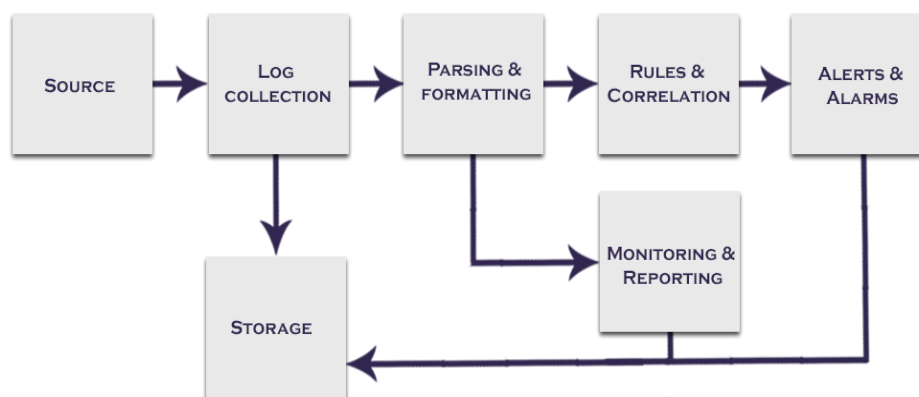 Source
Log
collection
Parsing &
formatting
Rules &
Correlation
Alerts &
Alarms
Monitoring &
Reporting
Storage